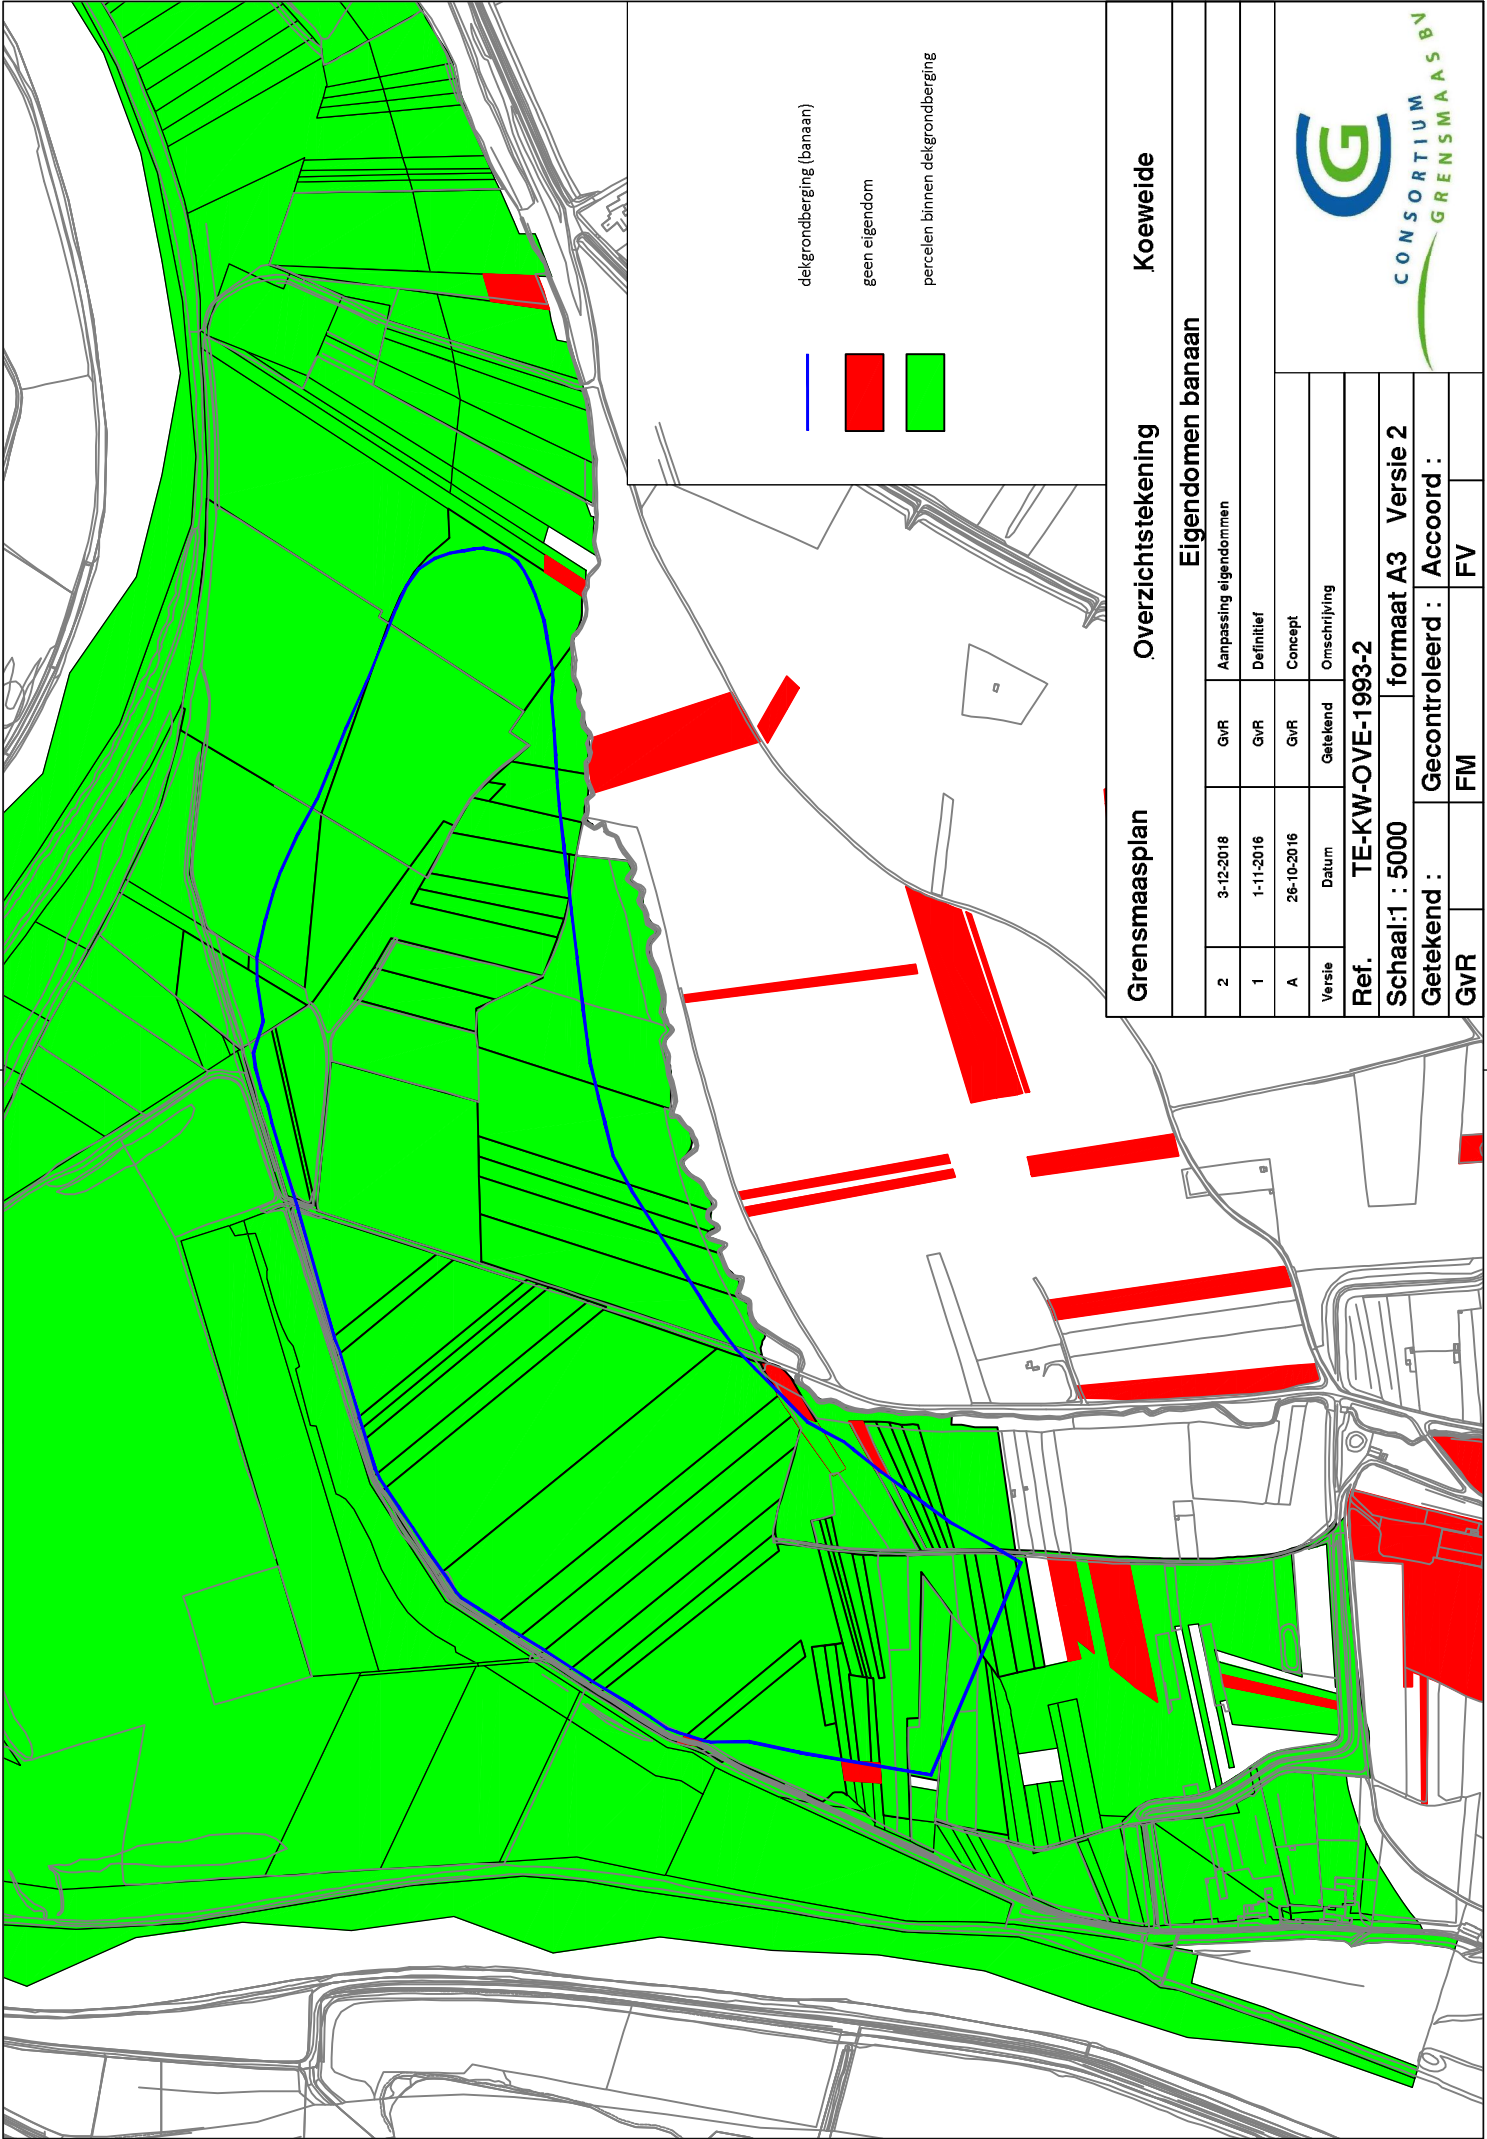 dekgrondberging (banaan)
geen eigendom
percelen binnen dekgrondberging
Grensmaasplan Overzichtstekening Koeweide
Eigendomen banaan
2 3-12-2018 GvR Aanpassing eigendommen
1 1-11-2016 GvR Definitief
A 26-10-2016 GvR Concept
Versie Datum Getekend Omschrijving
Ref. TE-KW-OVE-1993-2
Schaal:1 : 5000 formaat A3 Versie 2
Getekend : Gecontroleerd : Accoord :
GvR FM FV
CG
CONSORTIUM
GRENSMAAS BV